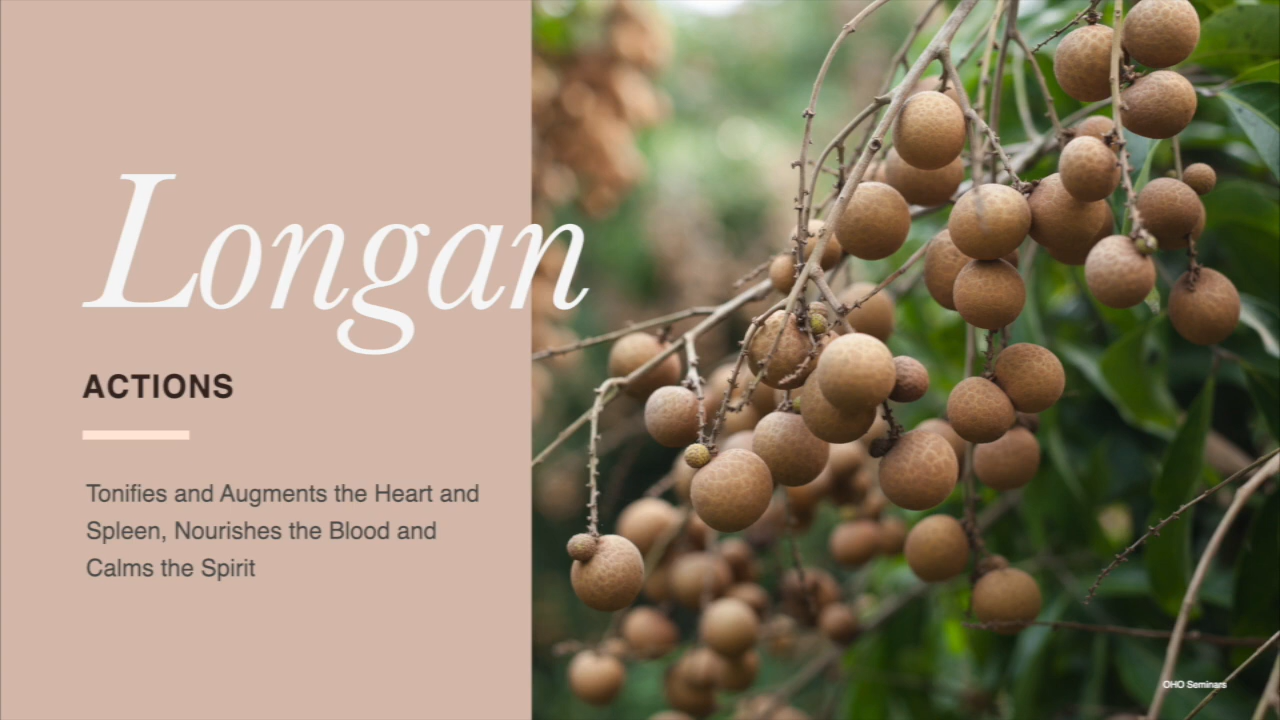 Longan
ACTIONS
Tonifies and Augments the Heart and
Spleen, Nourishes the Blood and
Calms the Spirit
OHO Seminars